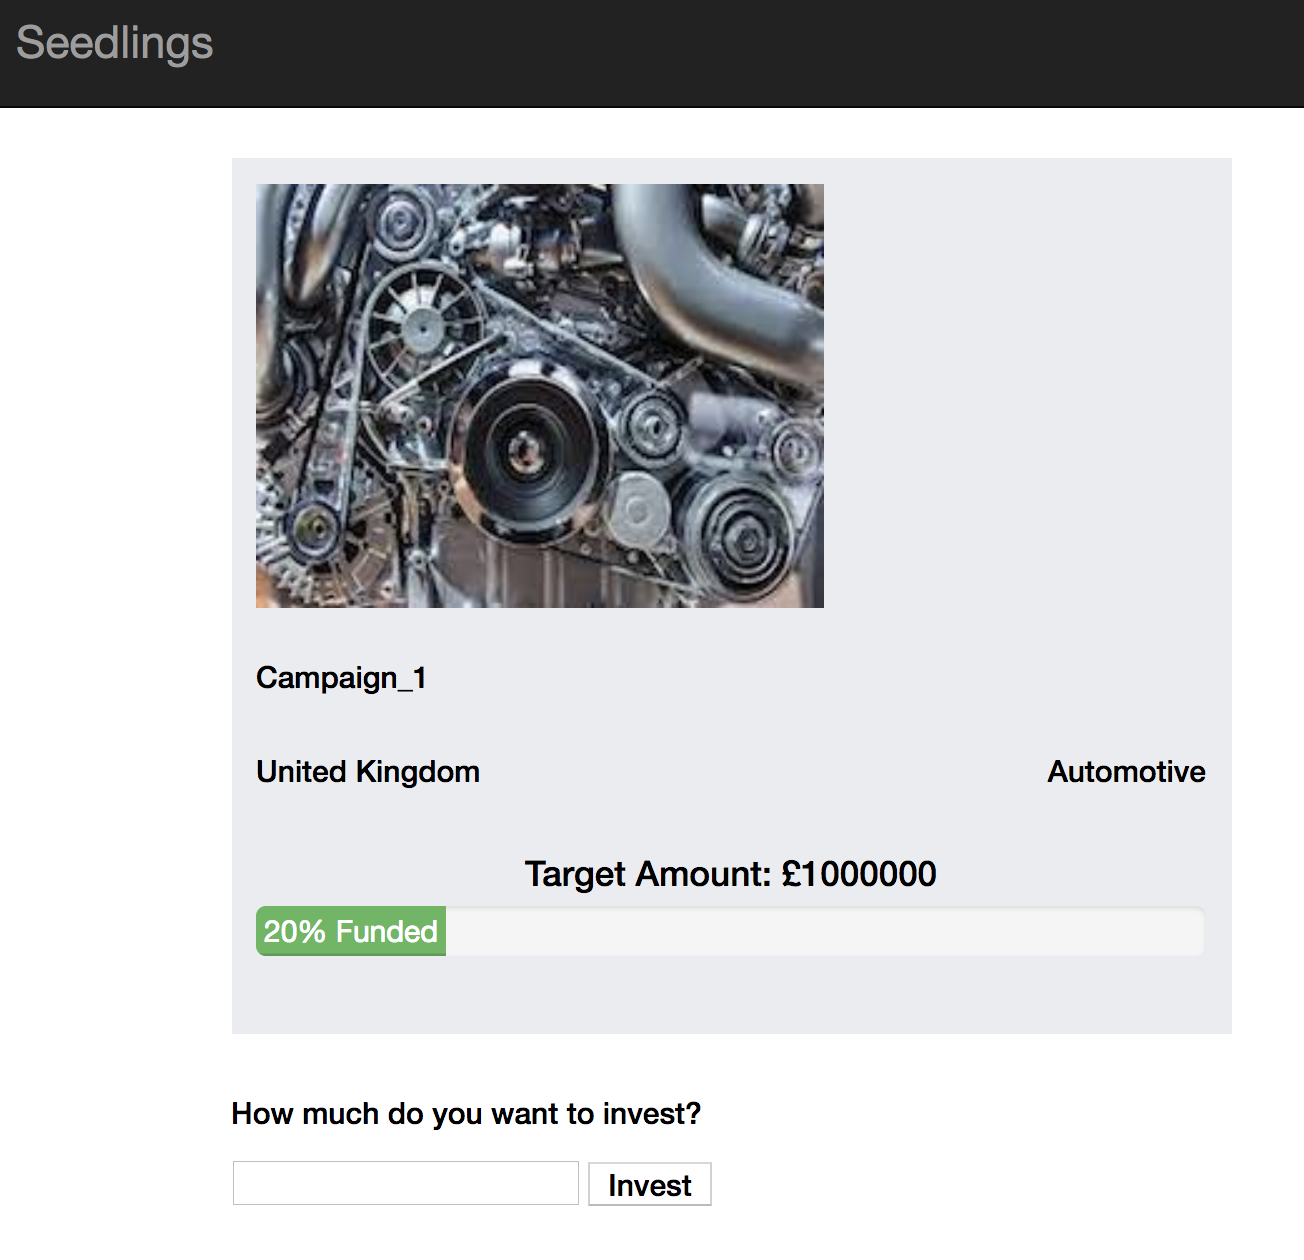 Seedlings
Campaign_1
United Kingdom Automotive
Target Amount: £1000000
20% Funded
How much do you want to invest?
Invest